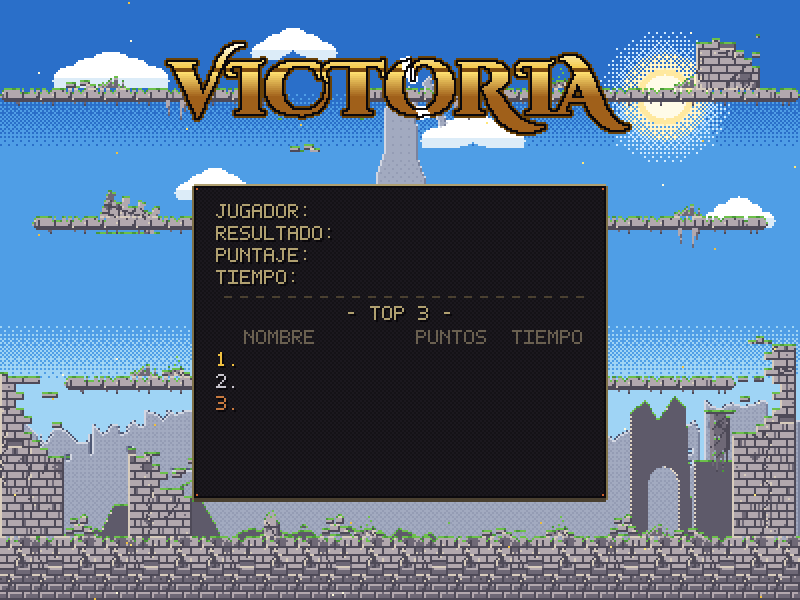 VICTORIA
JUGADOR:
RESULTADO:
PUNTAJE:
TIEMPO:
- TOP 3 -
NOMBRE PUNTOS TIEMPO
1.
2.
3.